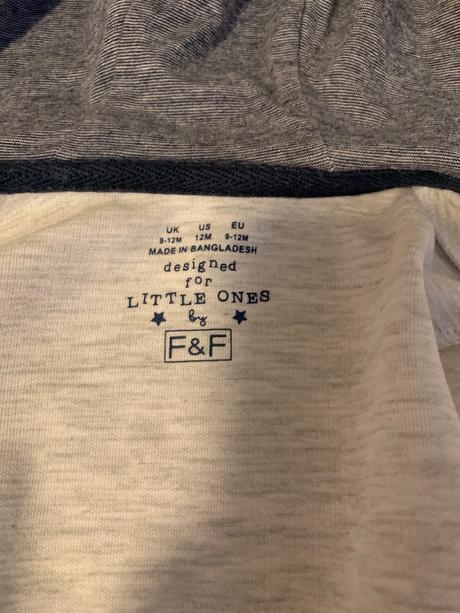 UK US EU
9-12M 12M 9-12M
MADE IN BANGLADESH
designed
for
LITTLE ONES
by
F&F